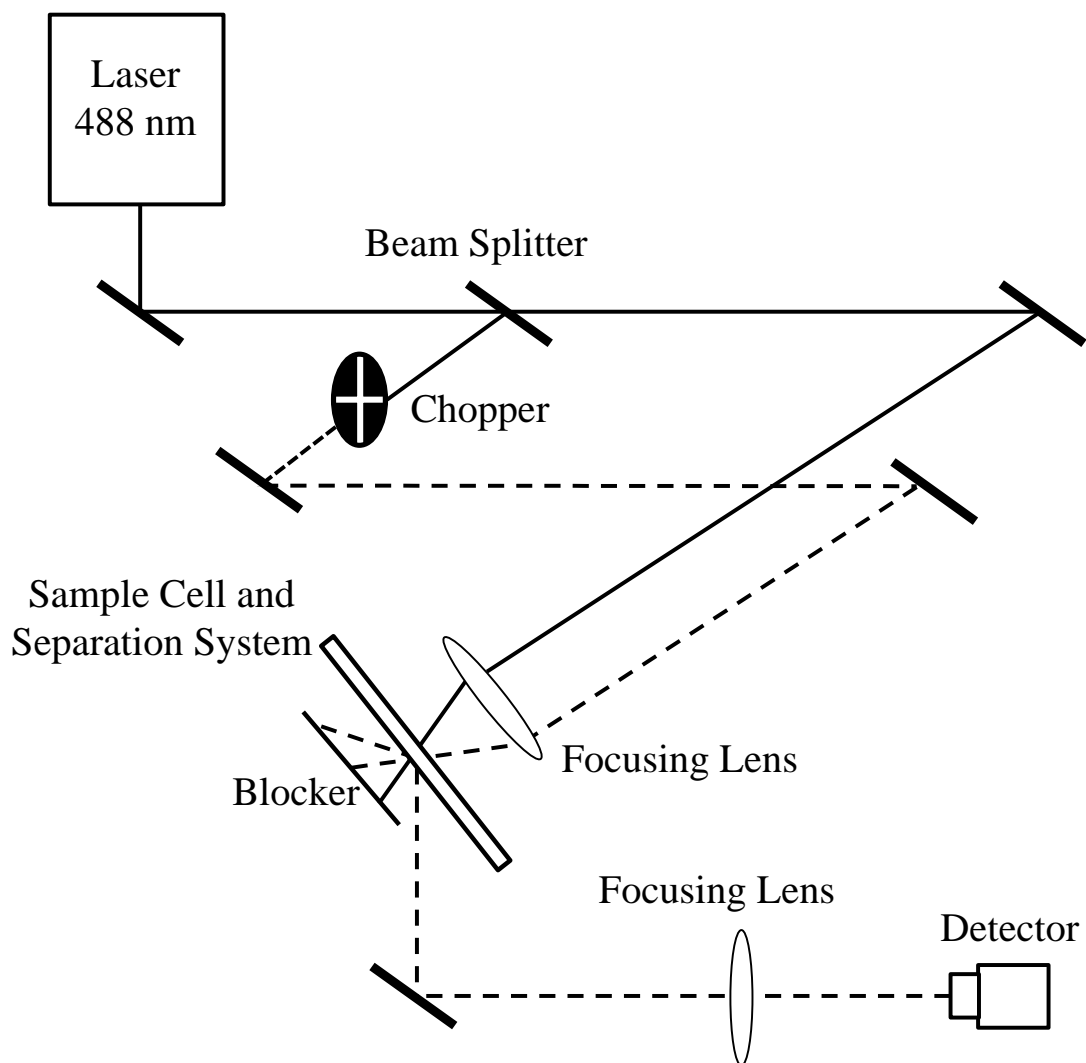 Laser
488 nm
Beam Splitter
Chopper
Sample Cell and
Separation System
Focusing Lens
Blocker
Focusing Lens
Detector